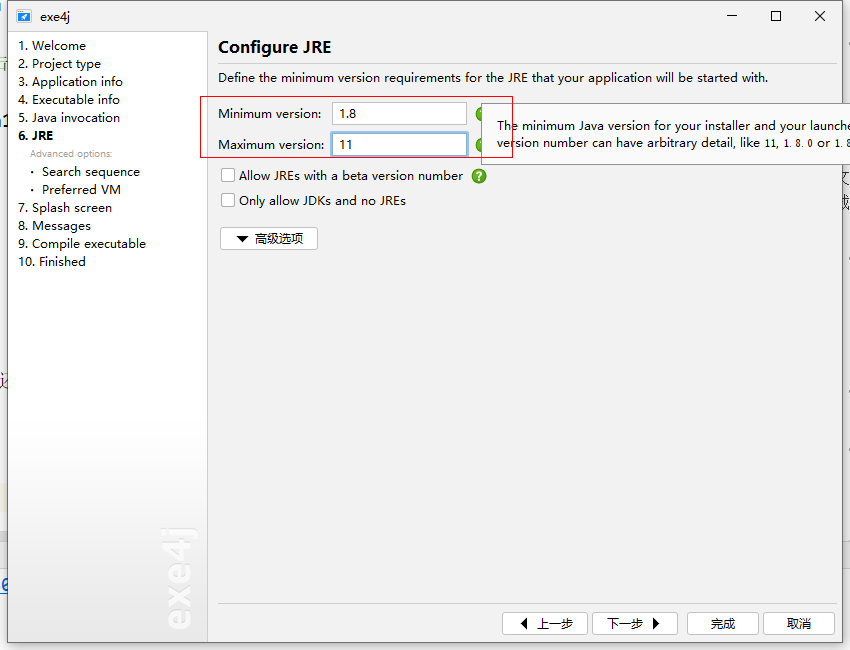 exe4j
1. Welcome
2. Project type
3. Application info
4. Executable info
5. Java invocation
6. JRE
Advanced options:
· Search sequence
· Preferred VM
7. Splash screen
8. Messages
9. Compile executable
10. Finished
exe4j
Configure JRE
Define the minimum version requirements for the JRE that your application will be started with.
Minimum version: 1.8
Maximum version: 11
The minimum Java version for your installer and your launche
version number can have arbitrary detail, like 11, 1.8.0 or 1.8
Allow JREs with a beta version number ?
Only allow JDKs and no JREs
高级选项
上一步 下一步 完成 取消